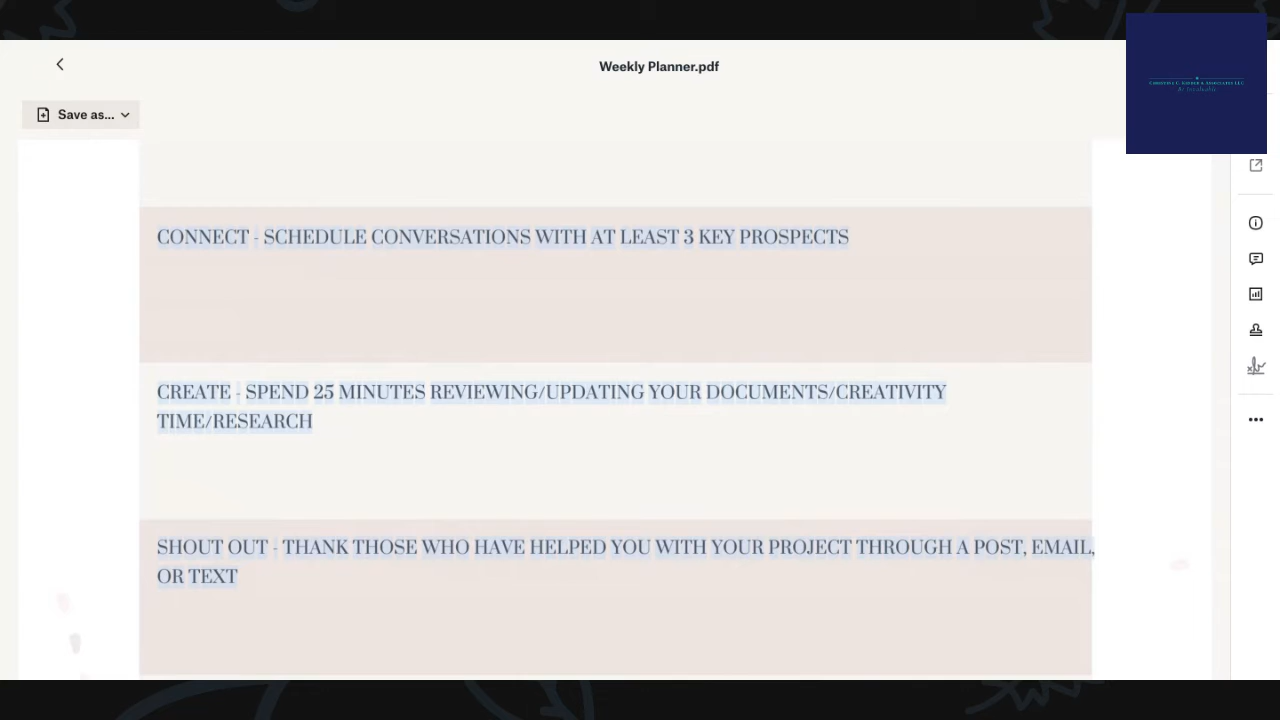 Weekly Planner.pdf
Save as...
CONNECT - SCHEDULE CONVERSATIONS WITH AT LEAST 3 KEY PROSPECTS
CREATE - SPEND 25 MINUTES REVIEWING/UPDATING YOUR DOCUMENTS/CREATIVITY
TIME/RESEARCH
SHOUT OUT - THANK THOSE WHO HAVE HELPED YOU WITH YOUR PROJECT THROUGH A POST, EMAIL,
OR TEXT